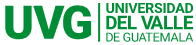 UVG
UNIVERSIDAD
DEL VALLE
DE GUATEMALA